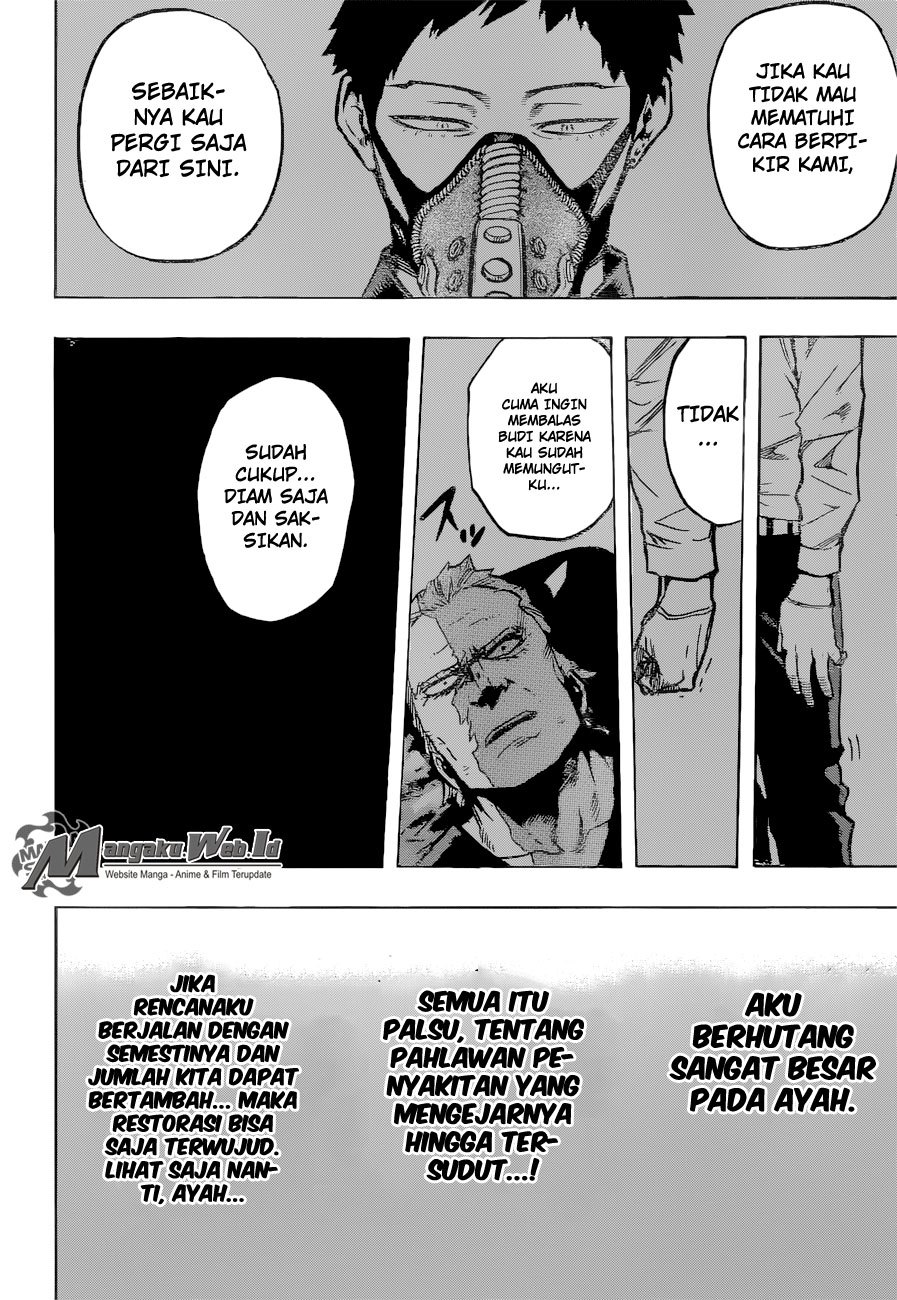 JIKA KAU
TIDAK MAU
MEMATUHI
CARA BERPI-
KIR KAMI,
SEBAIK-
NYA KAU
PERGI SAJA
DARI SINI.
TIDAK
...
AKU
CUMA INGIN
MEMBALAS
BUDI KARENA
KAU SUDAH
MEMUNGUT-
KU...
ズッ
SUDAH
CUKUP...
DIAM SAJA
DAN SAK-
SIKAN.
MangaKu.Web.Id
Website Manga - Anime & Film Terupdate
AKU
BERHUTANG
SANGAT BESAR
PADA AYAH.
SEMUA ITU
PALSU, TENTANG
PAHLAWAN PE-
NYAKITAN YANG
MENGEJARNYA
HINGGA TER-
SUDUT...!
JIKA
RENCANAKU
BERJALAN DENGAN
SEMESTINYA DAN
JUMLAH KITA DAPAT
BERTAMBAH... MAKA
RESTORASI BISA
SAJA TERWUJUD.
LIHAT SAJA NAN-
TI, AYAH...